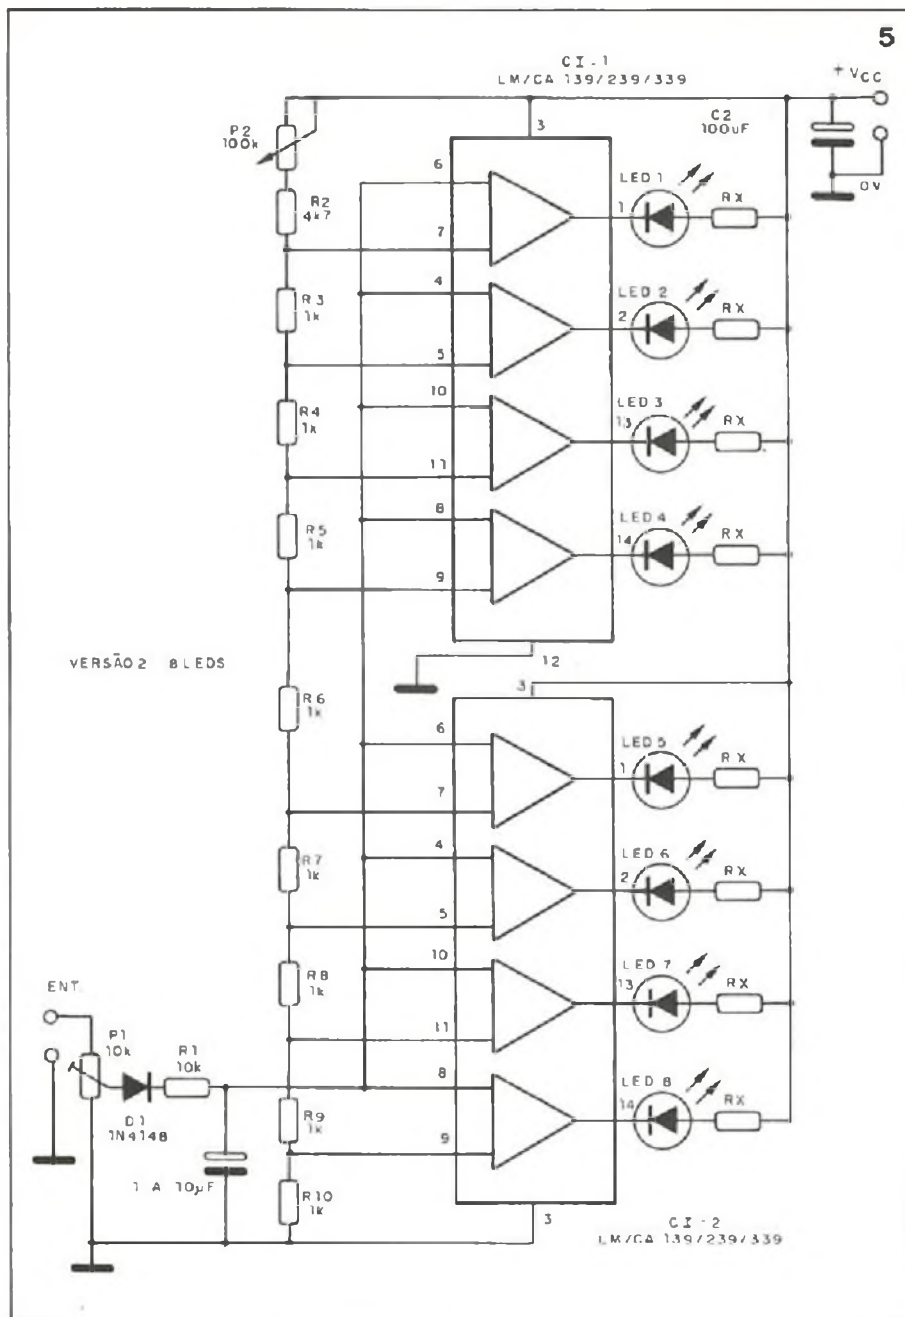 5
CI-1
LM/CA 139/239/339
+VCC
P2
100k
3
C2
100uF
0V
R2
4k7
6
7
1
LED 1
RX
R3
1k
4
5
2
LED 2
RX
R4
1k
10
11
13
LED 3
RX
R5
1k
8
9
14
LED 4
RX
12
VERSÃO 2 8 LEDS
3
R6
1k
6
7
1
LED 5
RX
R7
1k
4
5
2
LED 6
RX
R8
1k
10
11
13
LED 7
RX
ENT.
P1
10k
D1
1N4148
R1
10k
1 A 10µF
R9
1k
8
9
14
LED 8
RX
R10
1k
3
CI-2
LM/CA 139/239/339